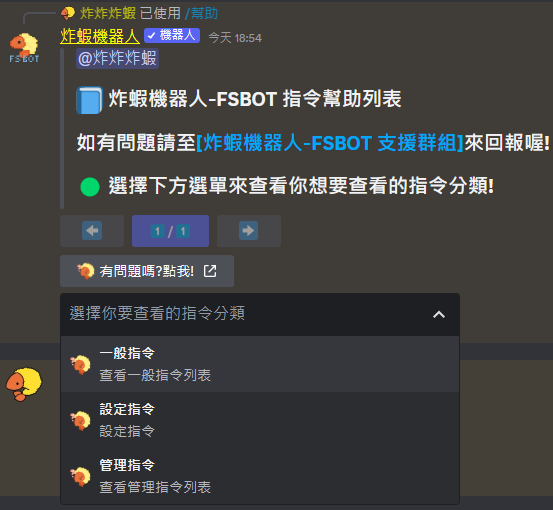 炸炸炸蝦 已使用 /幫助
炸蝦機器人 ✓ 機器人 今天 18:54
FSBOT
@炸炸炸蝦
炸蝦機器人-FSBOT 指令幫助列表
如有問題請至[炸蝦機器人-FSBOT 支援群組]來回報喔!
選擇下方選單來查看你想要查看的指令分類!
1 / 1
有問題嗎?點我!
選擇你要查看的指令分類
一般指令
查看一般指令列表
設定指令
設定指令
管理指令
查看管理指令列表